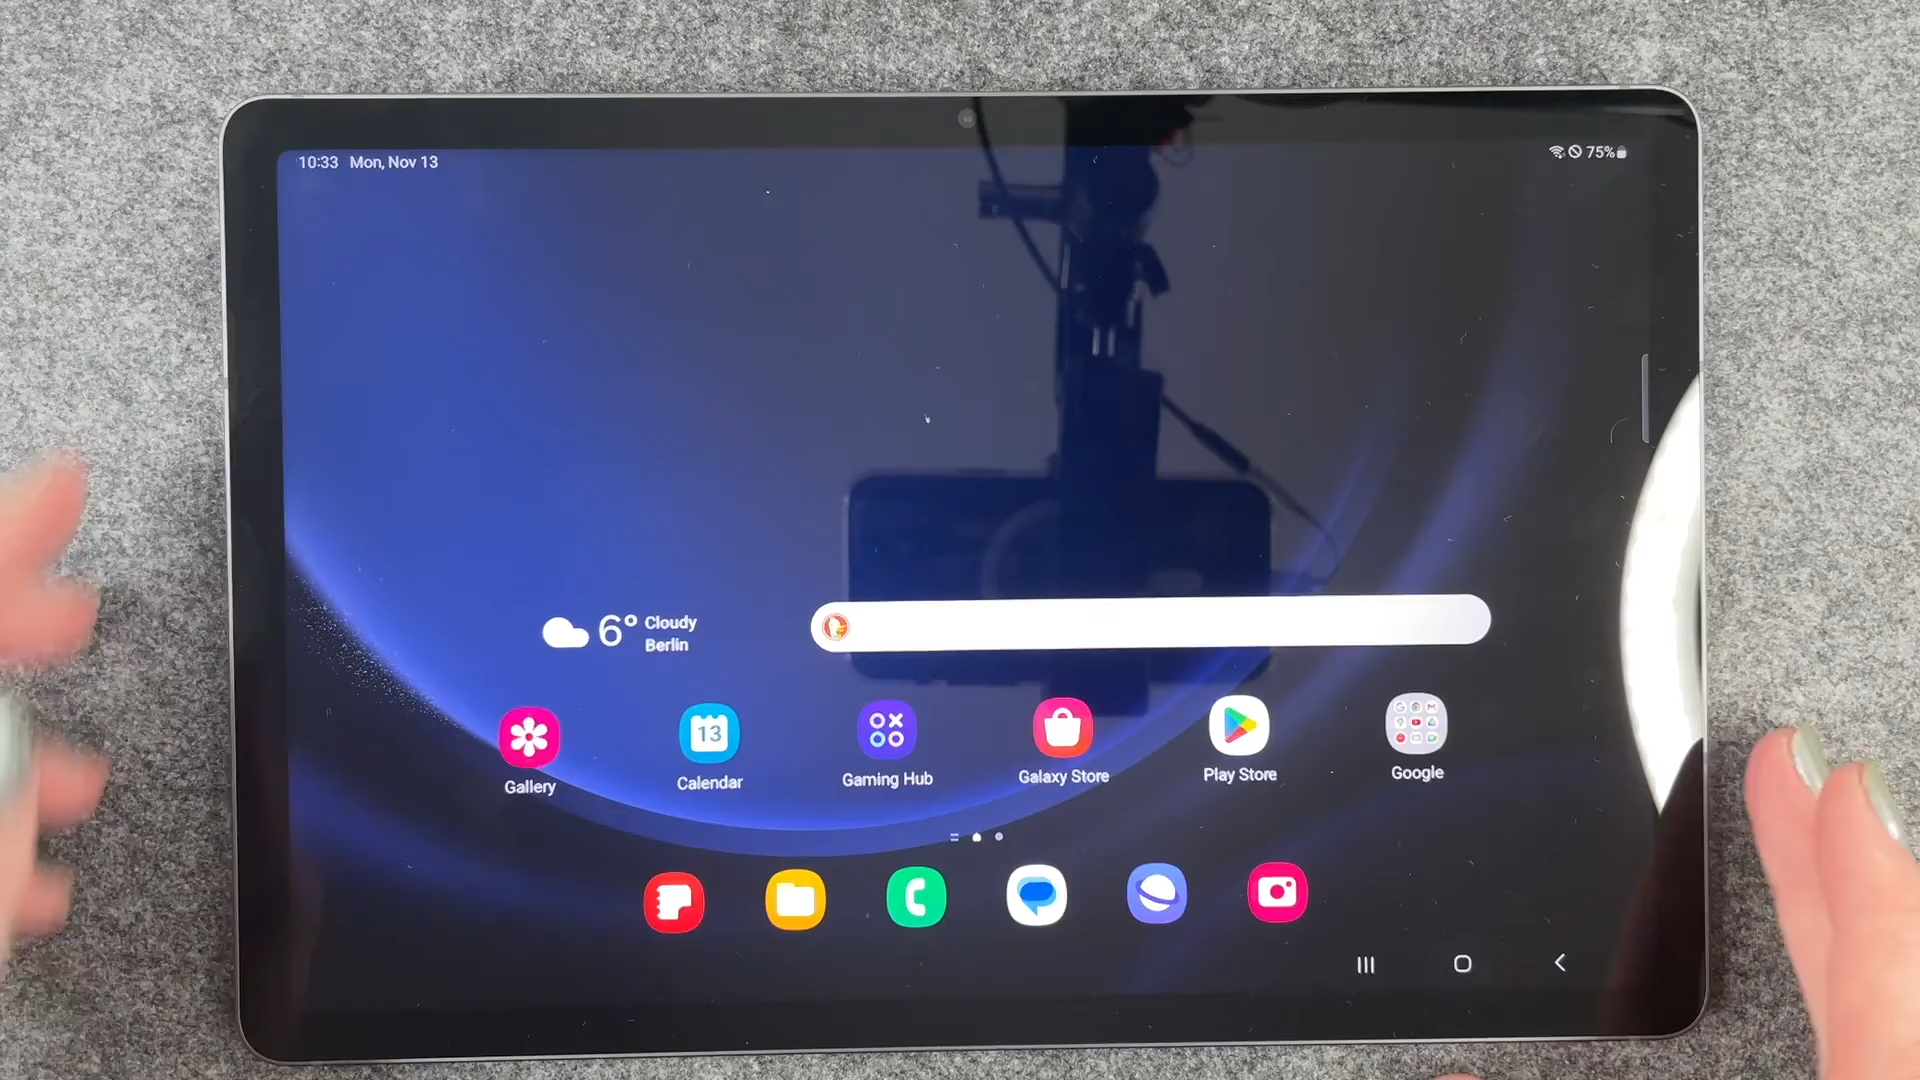 10:33 Mon, Nov 13
75%
6° Cloudy
Berlin
13
Gallery
Calendar
Gaming Hub
Galaxy Store
Play Store
Google